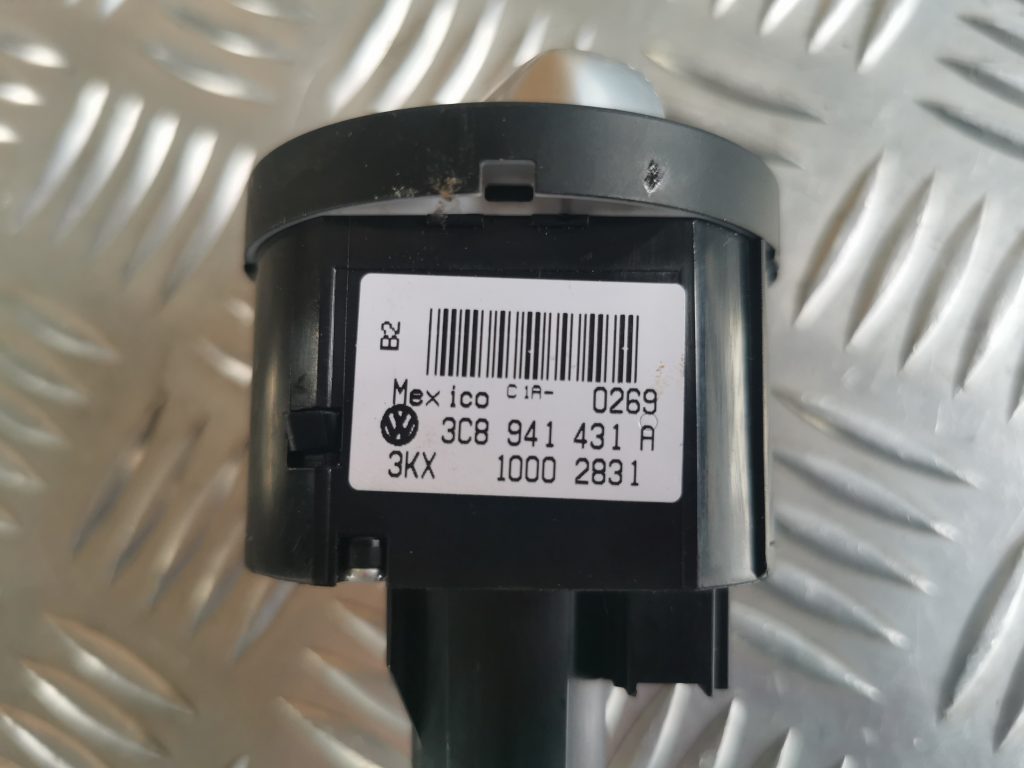 B2
Mexico C1A- 0269
3C8 941 431 A
3KX 1000 2831